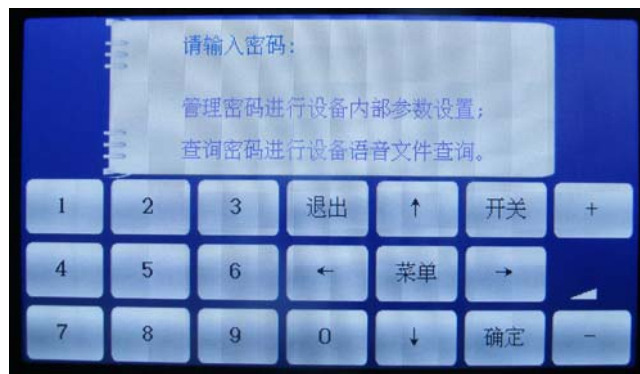 请输入密码：
管理密码进行设备内部参数设置；
查询密码进行设备语音文件查询。
1 2 3 退出 ↑ 开关 +
4 5 6 ← 菜单 →
7 8 9 0 ↓ 确定 -